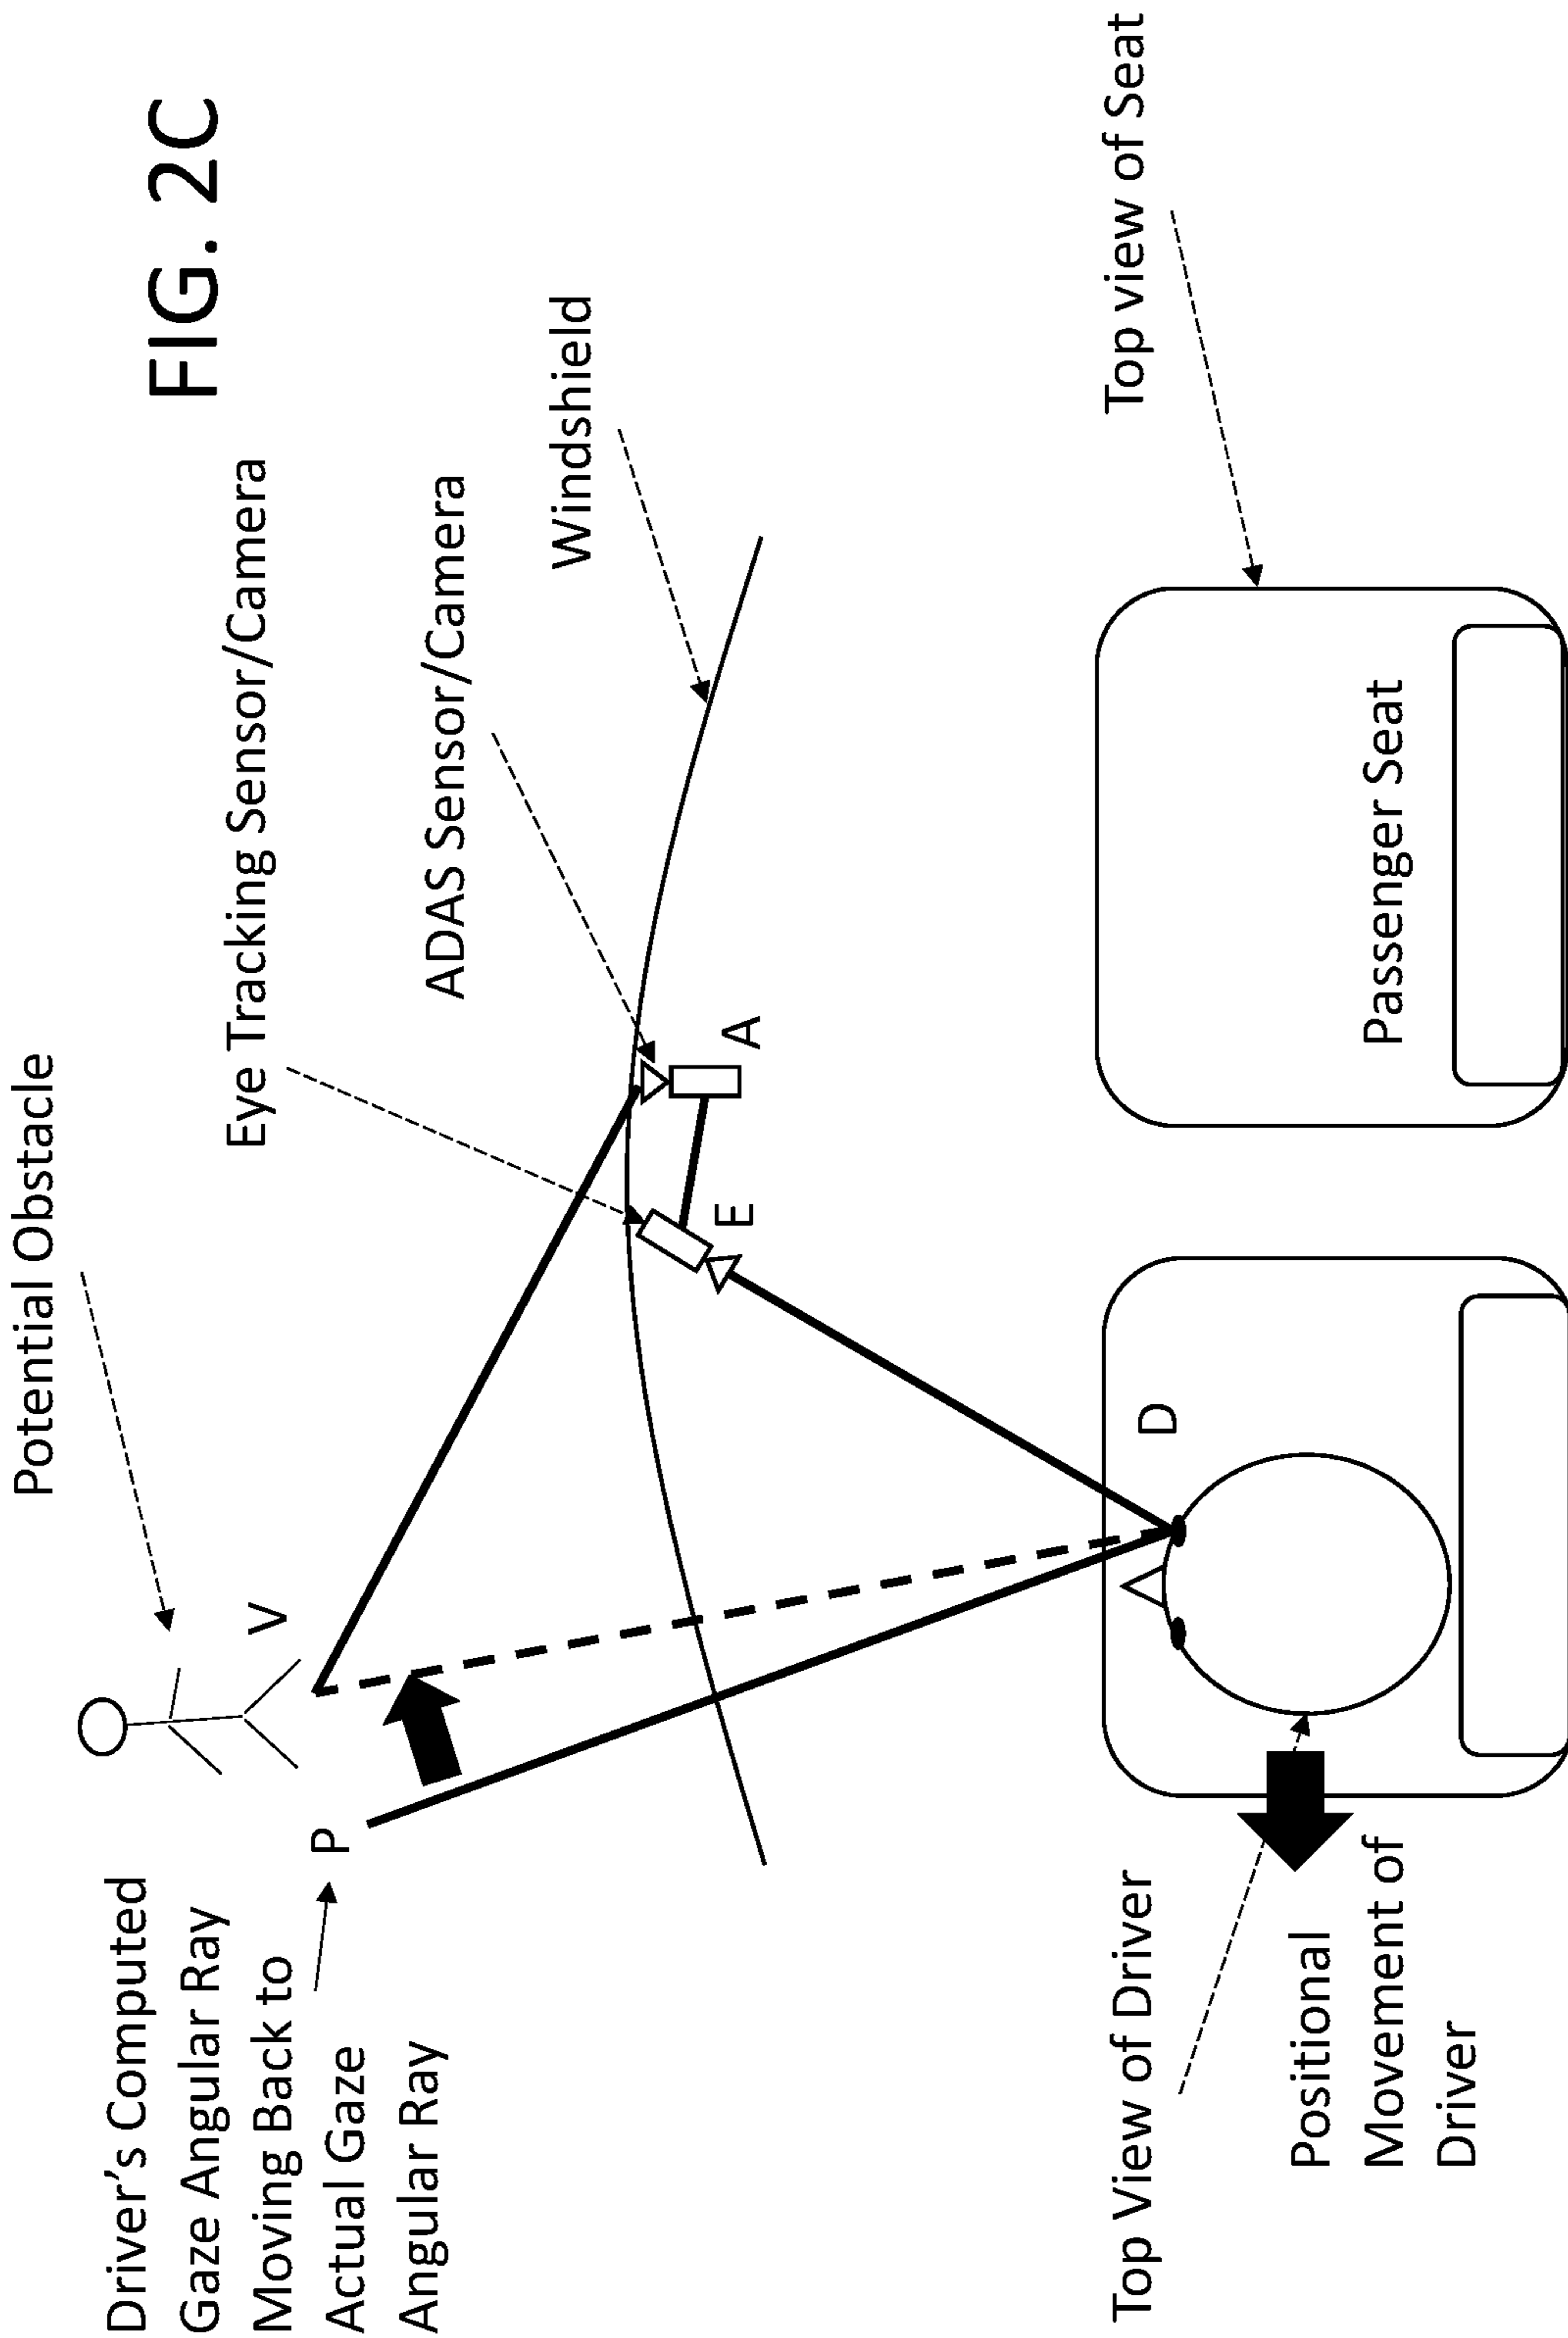 FIG. 2C
Potential Obstacle
Eye Tracking Sensor/Camera
ADAS Sensor/Camera
Windshield
Driver’s Computed
Gaze Angular Ray
Moving Back to
Actual Gaze
Angular Ray
P
V
E
A
Top View of Driver
D
Top view of Seat
Positional
Movement of
Driver
Passenger Seat